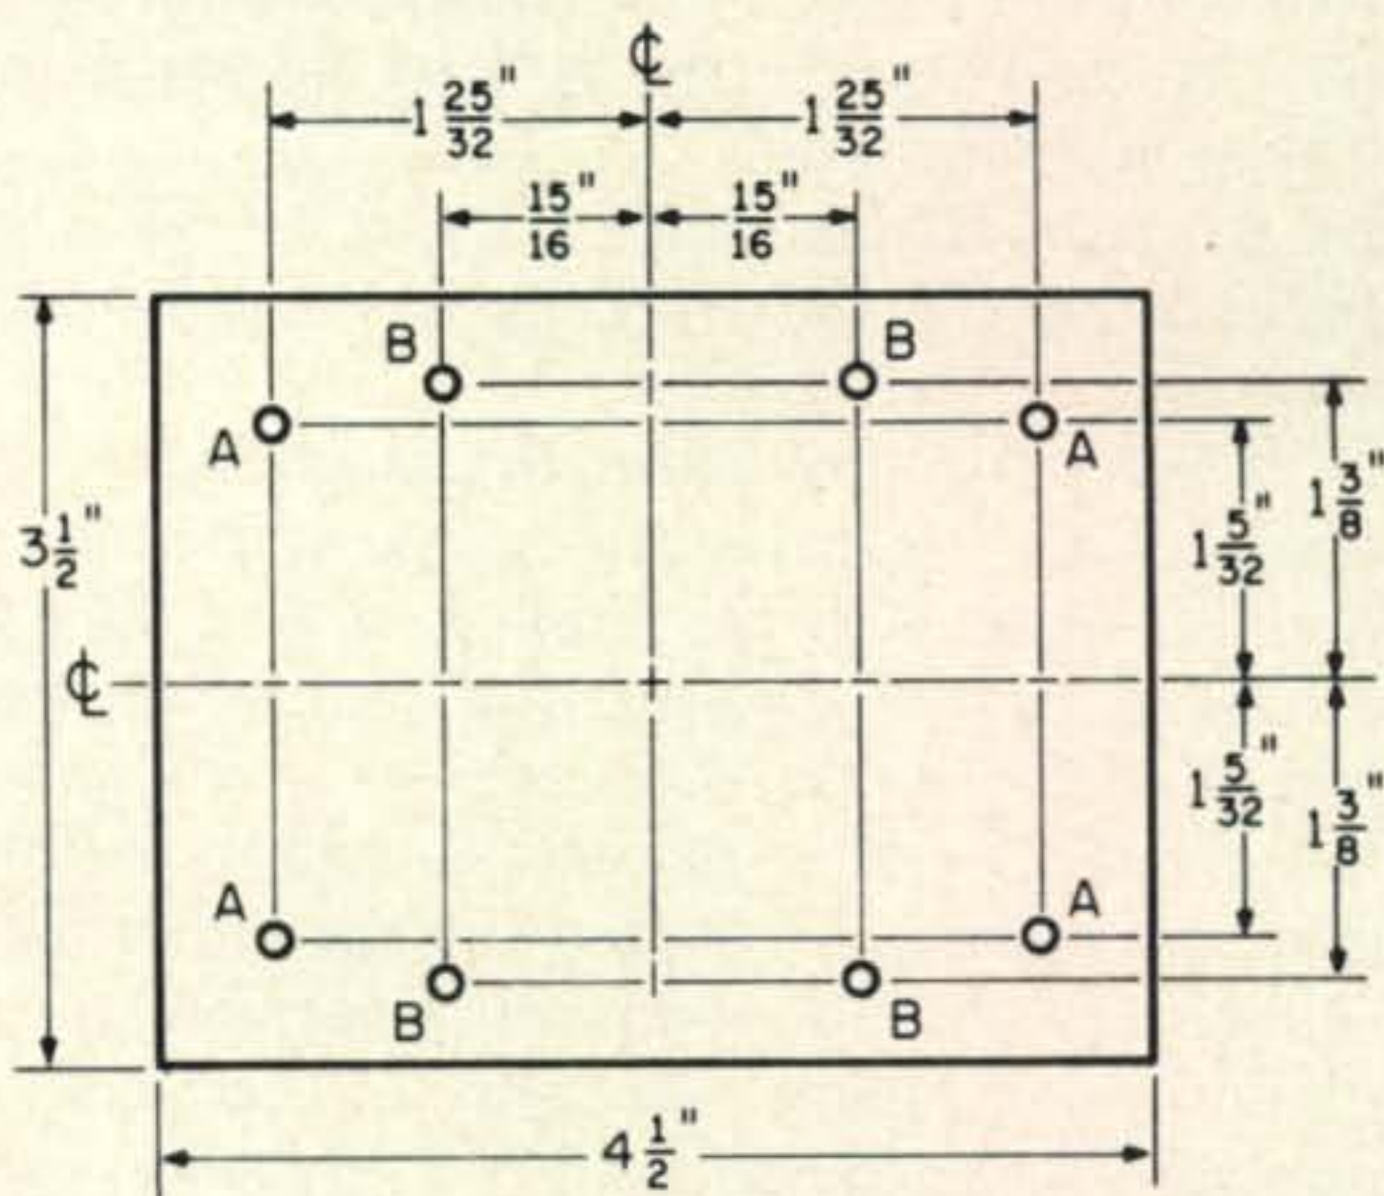 ℄
1 25/32" 1 25/32"
15/16" 15/16"
B B
A A
1 3/8"
3 1/2" 1 5/32"
℄
1 5/32" 1 3/8"
A A
B B
4 1/2"